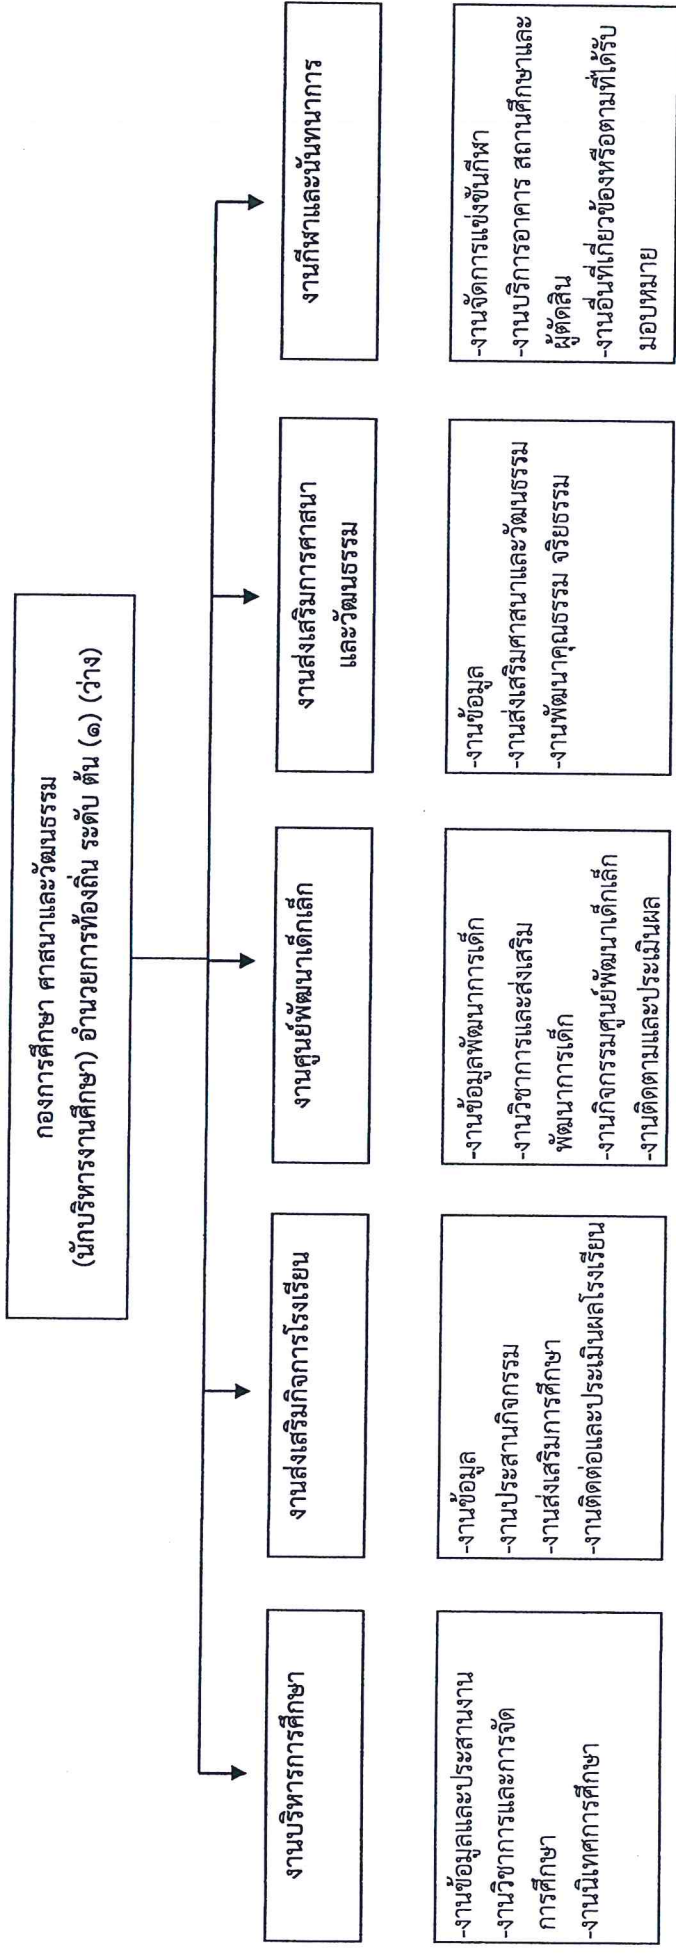 กองการศึกษา ศาสนาและวัฒนธรรม
(นักบริหารงานศึกษา) อำนวยการท้องถิ่น ระดับ ต้น (๑) (ว่าง)
งานบริหารการศึกษา
งานส่งเสริมกิจการโรงเรียน
งานศูนย์พัฒนาเด็กเล็ก
งานส่งเสริมการศาสนา
และวัฒนธรรม
งานกีฬาและนันทนาการ
-งานข้อมูลและประสานงาน
-งานวิชาการและการจัด
การศึกษา
-งานนิเทศการศึกษา
-งานข้อมูล
-งานประสานกิจกรรม
-งานส่งเสริมการศึกษา
-งานติดต่อและประเมินผลโรงเรียน
-งานข้อมูลพัฒนาการเด็ก
-งานวิชาการและส่งเสริม
พัฒนาการเด็ก
-งานกิจกรรมศูนย์พัฒนาเด็กเล็ก
-งานติดตามและประเมินผล
-งานข้อมูล
-งานส่งเสริมศาสนาและวัฒนธรรม
-งานพัฒนาคุณธรรม จริยธรรม
-งานจัดการแข่งขันกีฬา
-งานบริการอาคาร สถานศึกษาและ
ผู้ตัดสิน
-งานอื่นที่เกี่ยวข้องหรือตามที่ได้รับ
มอบหมาย